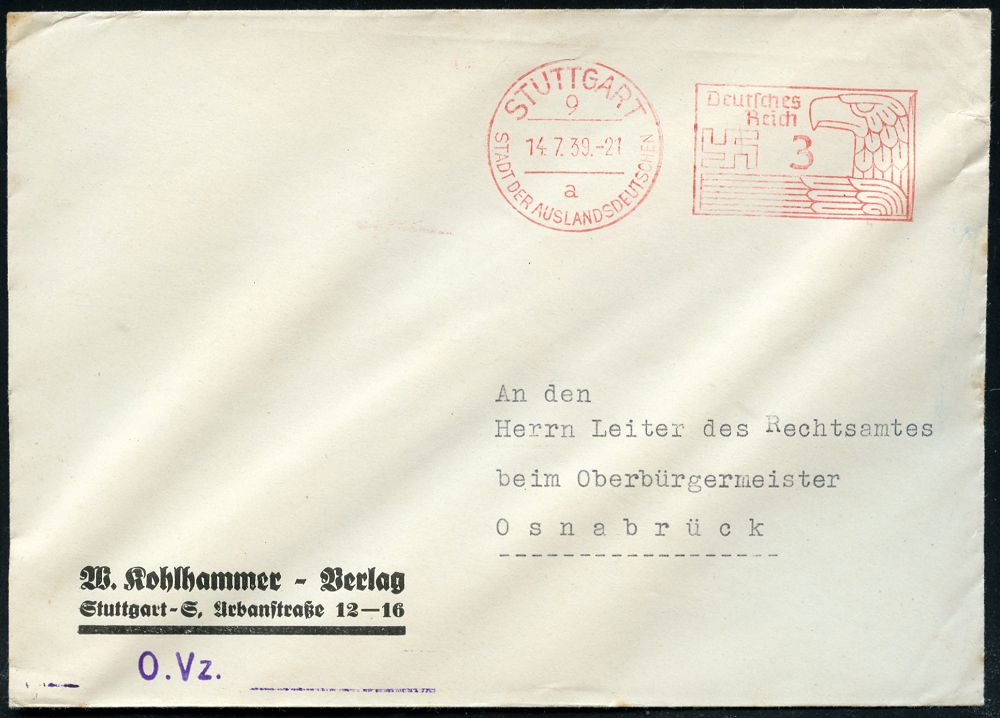 STUTTGART
9
14.7.39.-21
a
STADT DER AUSLANDSDEUTSCHEN
Deutsches
Reich
3
An den
Herrn Leiter des Rechtsamtes
beim Oberbürgermeister
Osnabrück
W. Kohlhammer - Verlag
Stuttgart-S, Urbanstraße 12—16
O.Vz.